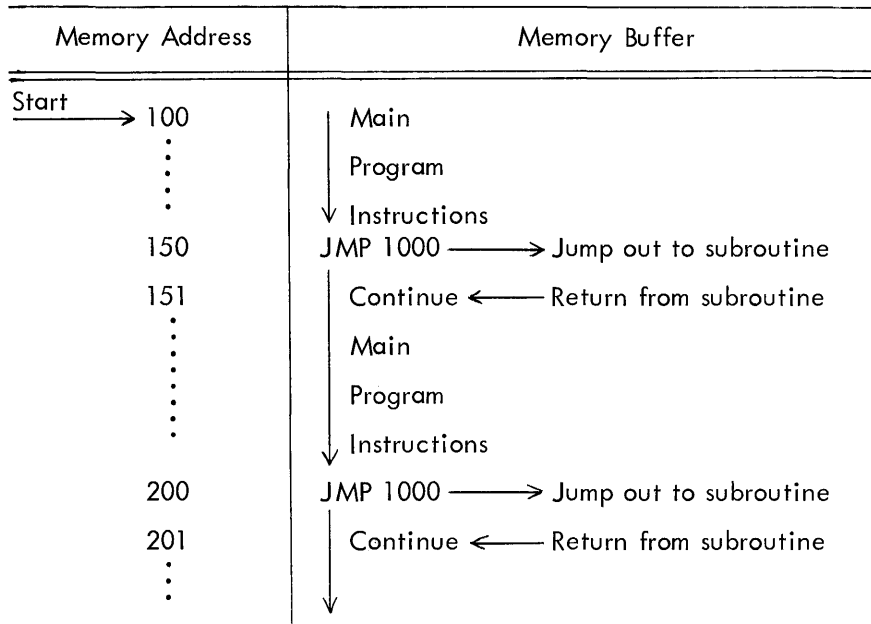 Memory Address Memory Buffer
Start
100 Main
Program
Instructions
150 JMP 1000 Jump out to subroutine
151 Continue Return from subroutine
Main
Program
Instructions
200 JMP 1000 Jump out to subroutine
201 Continue Return from subroutine